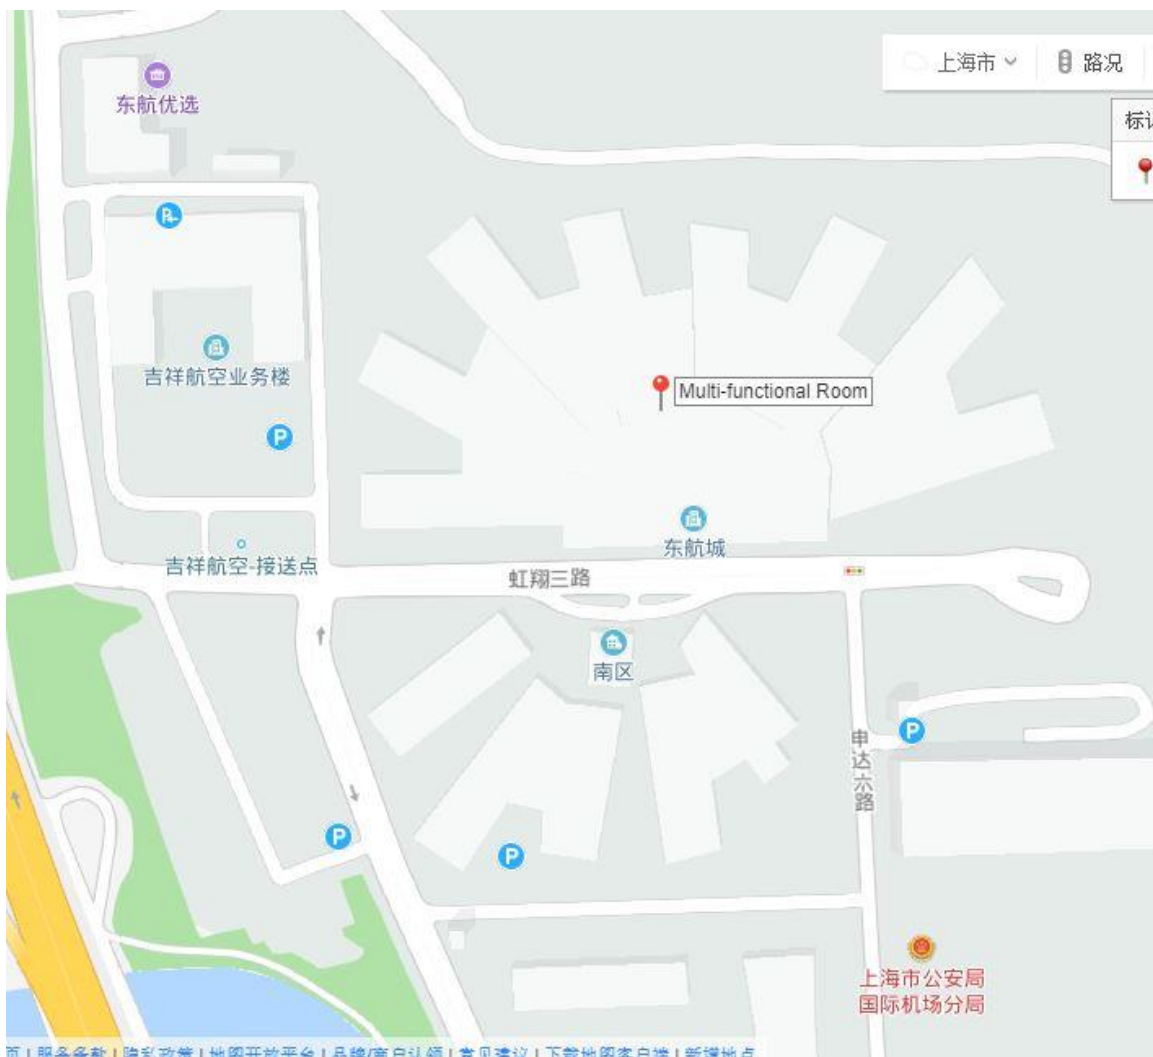 上海市
路况
东航优选
标识
吉祥航空业务楼
Multi-functional Room
P
东航城
吉祥航空-接送点
虹翔三路
南区
申达六路
P
P
P
上海市公安局
国际机场分局
服务条款 | 隐私政策 | 地图开放平台 | 品牌/商户认领 | 意见建议 | 下载地图客户端 | 新增地点